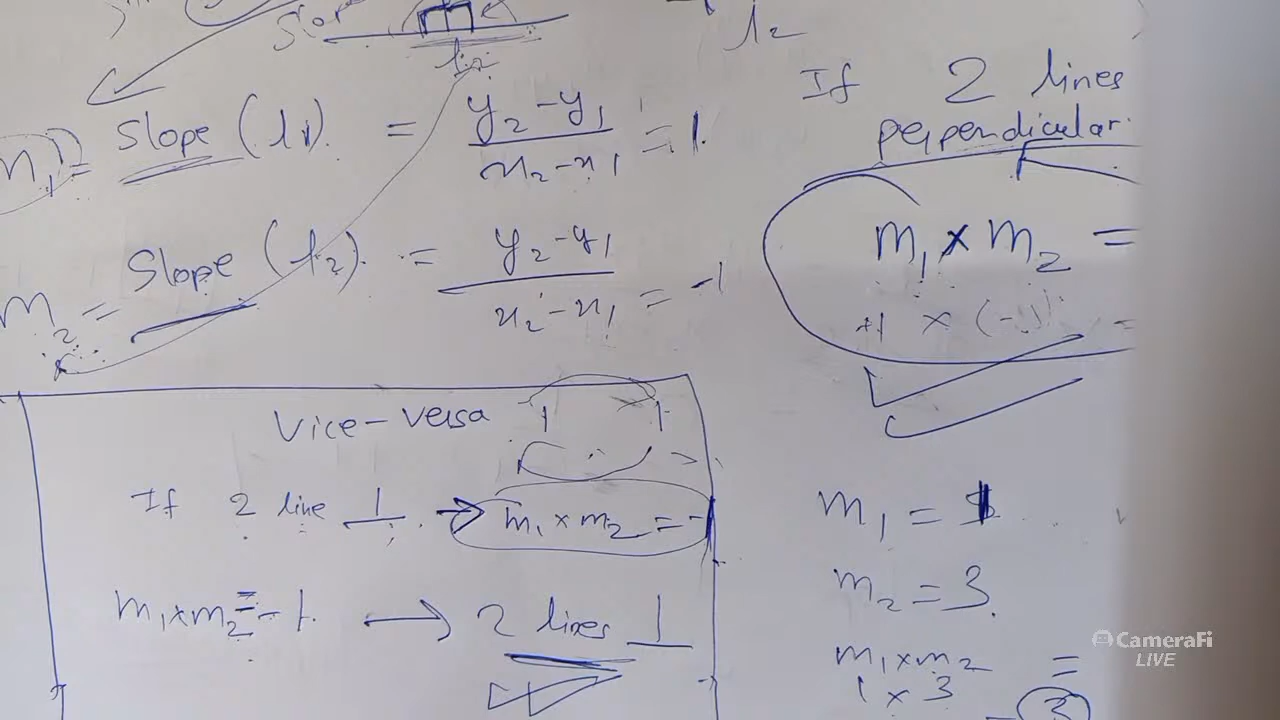 l2
If 2 lines
perpendicular.
m1 = Slope (l1) = y2 - y1 / x2 - x1 = 1.
m1 × m2 =
+1 × (-1) =
m2 = Slope (l2). = y2 - y1 / x2 - x1 = -1
Vice-Versa
If 2 line ⊥ → m1 × m2 = -1
m1 × m2 = -1. → 2 lines ⊥
m1 =
m2 = 3.
m1 × m2 =
1 × 3
3
CameraFi
LIVE